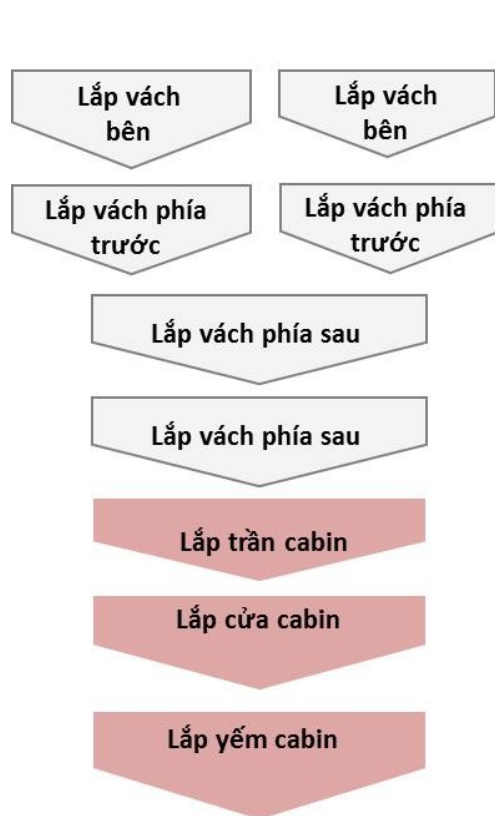 Lắp vách
bên
Lắp vách
bên
Lắp vách phía
trước
Lắp vách phía
trước
Lắp vách phía sau
Lắp vách phía sau
Lắp trần cabin
Lắp cửa cabin
Lắp yếm cabin